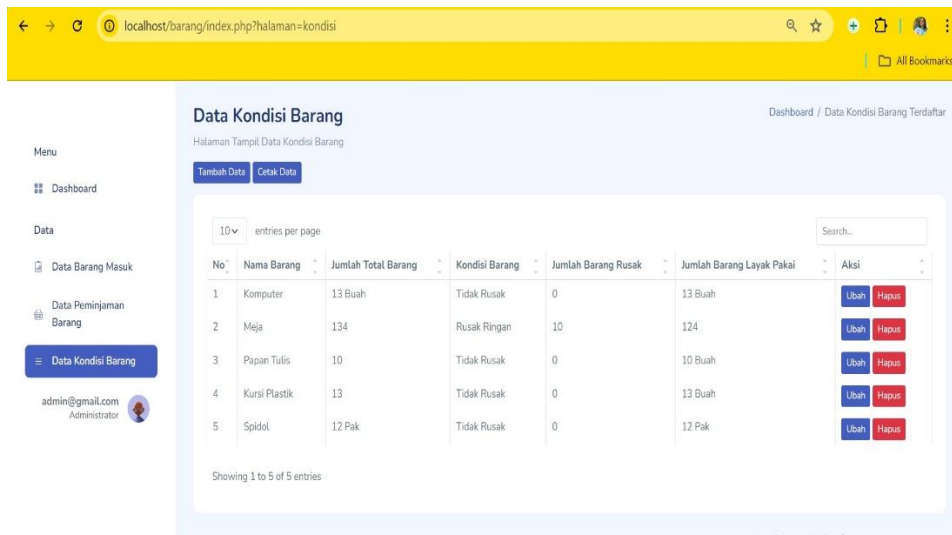 localhost/barang/index.php?halaman=kondisi
All Bookmarks
Menu
Dashboard
Data
Data Barang Masuk
Data Peminjaman
Barang
Data Kondisi Barang
admin@gmail.com
Administrator
Data Kondisi Barang
Dashboard / Data Kondisi Barang Terdaftar
Halaman Tampil Data Kondisi Barang
Tambah Data Cetak Data
10 entries per page Search...
No Nama Barang Jumlah Total Barang Kondisi Barang Jumlah Barang Rusak Jumlah Barang Layak Pakai Aksi
1 Komputer 13 Buah Tidak Rusak 0 13 Buah Ubah Hapus
2 Meja 134 Rusak Ringan 10 124 Ubah Hapus
3 Papan Tulis 10 Tidak Rusak 0 10 Buah Ubah Hapus
4 Kursi Plastik 13 Tidak Rusak 0 13 Buah Ubah Hapus
5 Spidol 12 Pak Tidak Rusak 0 12 Pak Ubah Hapus
Showing 1 to 5 of 5 entries